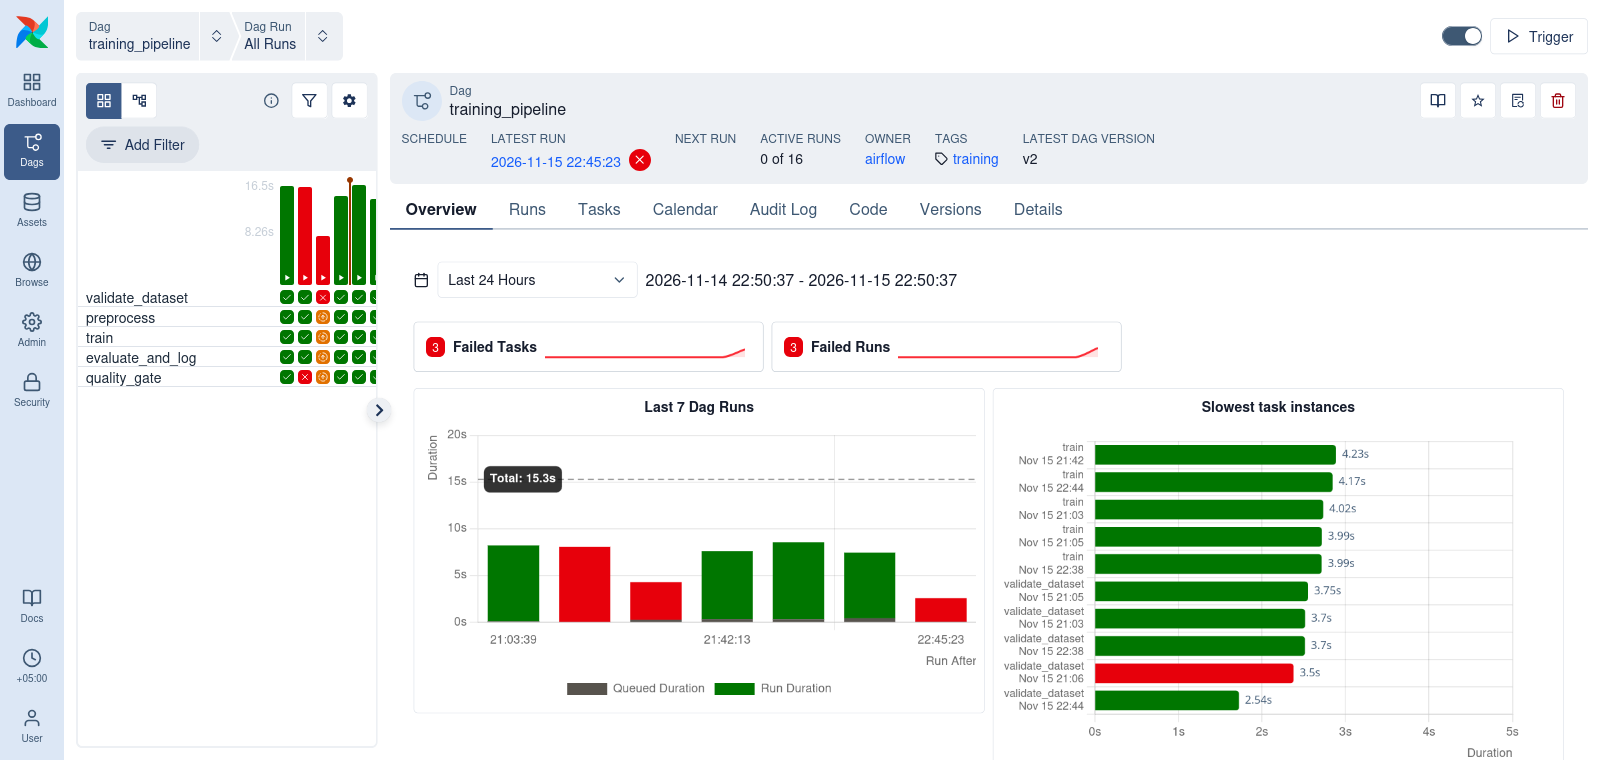 Dag
training_pipeline
Dag Run
All Runs
Trigger
Dashboard
Dags
Assets
Browse
Admin
Security
Docs
+05:00
User
Add Filter
16.5s
8.26s
validate_dataset
preprocess
train
evaluate_and_log
quality_gate
Dag
training_pipeline
SCHEDULE
LATEST RUN
2026-11-15 22:45:23
NEXT RUN
ACTIVE RUNS
0 of 16
OWNER
airflow
TAGS
training
LATEST DAG VERSION
v2
Overview
Runs
Tasks
Calendar
Audit Log
Code
Versions
Details
Last 24 Hours
2026-11-14 22:50:37 - 2026-11-15 22:50:37
3 Failed Tasks
3 Failed Runs
Last 7 Dag Runs
Duration
20s
15s
10s
5s
0s
Total: 15.3s
21:03:39
21:42:13
22:45:23
Run After
Queued Duration
Run Duration
Slowest task instances
train
Nov 15 21:42
4.23s
train
Nov 15 22:44
4.17s
train
Nov 15 21:03
4.02s
train
Nov 15 21:05
3.99s
train
Nov 15 22:38
3.99s
validate_dataset
Nov 15 21:05
3.75s
validate_dataset
Nov 15 21:03
3.7s
validate_dataset
Nov 15 22:38
3.7s
validate_dataset
Nov 15 21:06
3.5s
validate_dataset
Nov 15 22:44
2.54s
0s
1s
2s
3s
4s
5s
Duration